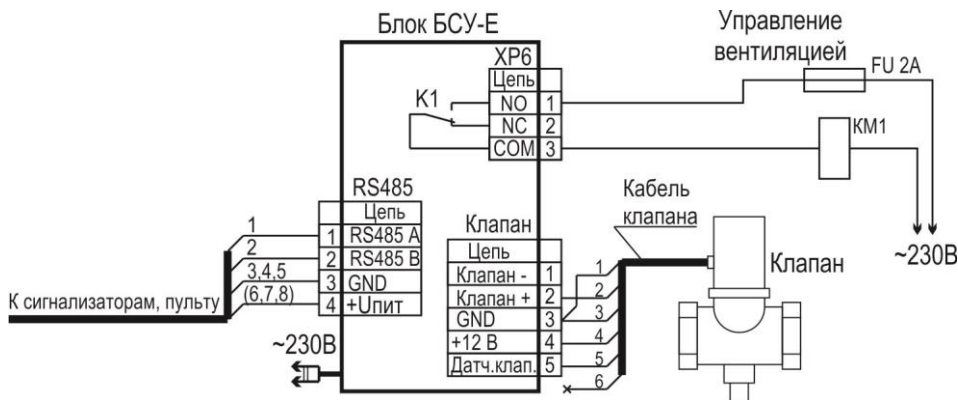 Блок БСУ-Е
Управление
вентиляцией
XP6
Цепь
FU 2А
K1
NO 1
NC 2
COM 3
КМ1
RS485
Цепь
1
1 RS485 A
2
2 RS485 B
3,4,5
3 GND
(6,7,8)
4 +Uпит
К сигнализаторам, пульту
~230В
Клапан
Цепь
Клапан - 1
Клапан + 2
GND 3
+12 В 4
Датч.клап. 5
1
2
3
4
5
6
Кабель
клапана
Клапан
~230В